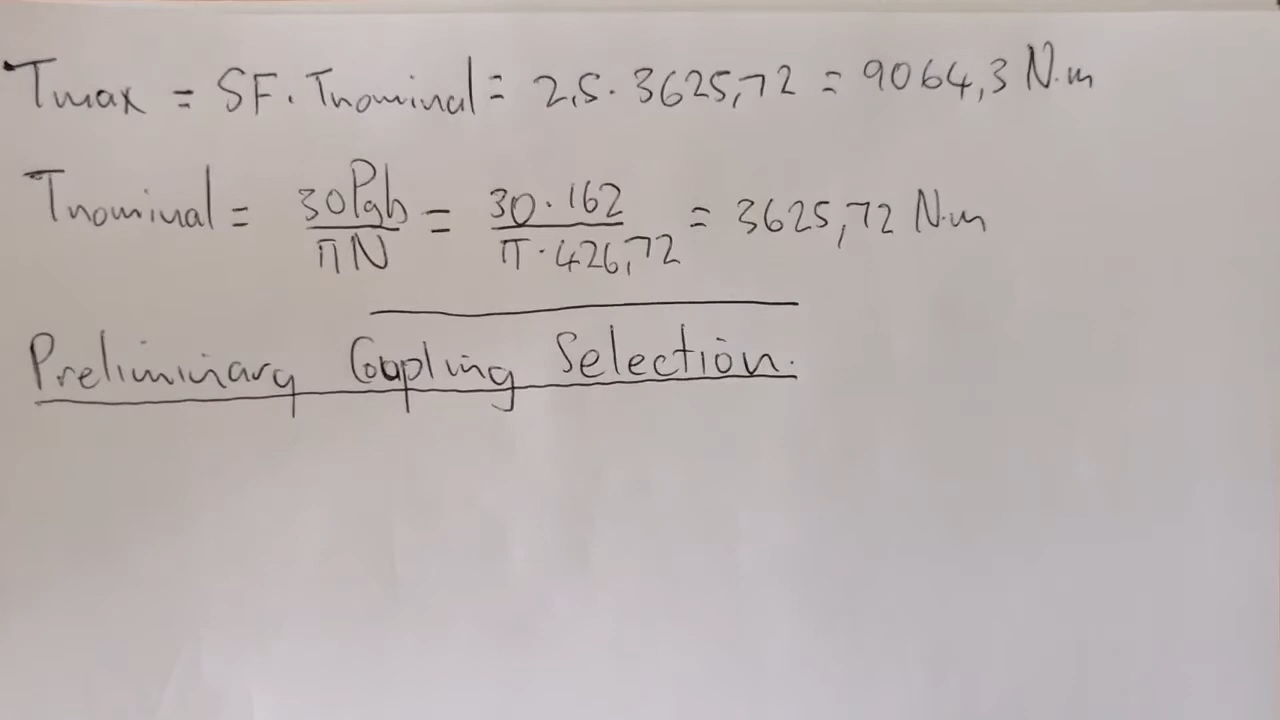 Tmax = SF. Tnominal = 2,5. 3625,72 = 9064,3 N.m
Tnominal = 30Pgb/πN = 30.162/π.426,72 = 3625,72 N.m
Preliminary Coupling Selection.